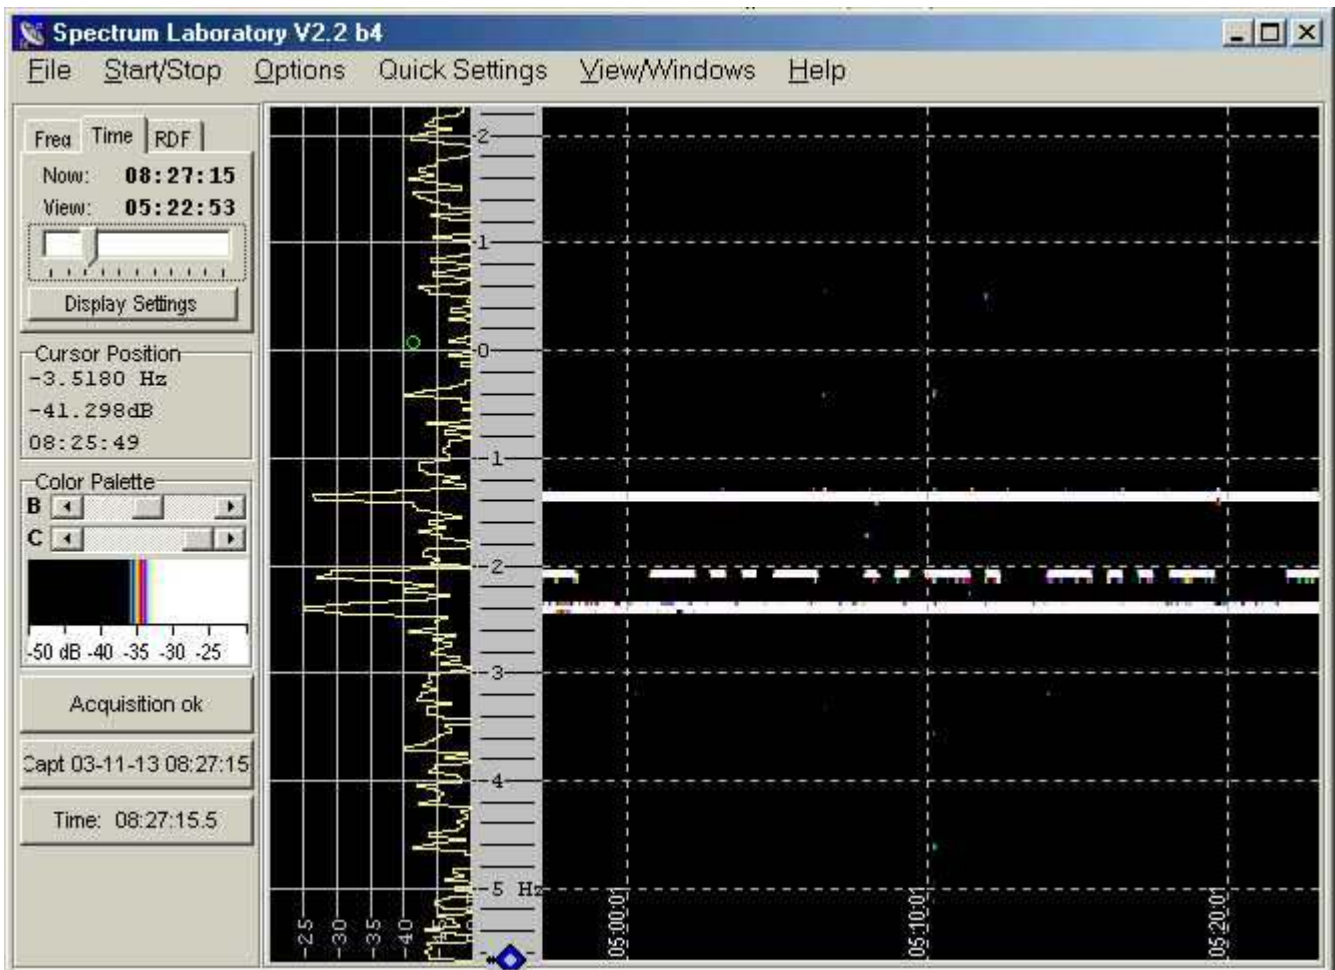 Spectrum Laboratory V2.2 b4
File Start/Stop Options Quick Settings View/Windows Help
Freq Time RDF
Now: 08:27:15
View: 05:22:53
Display Settings
Cursor Position
-3.5180 Hz
-41.298dB
08:25:49
Color Palette
B
C
-50 dB -40 -35 -30 -25
Acquisition ok
Capt 03-11-13 08:27:15
Time: 08:27:15.5
-25 -30 -35 -40
2
1
0
-1
-2
-3
-4
-5 Hz
05:00:01 05:10:01 05:20:01